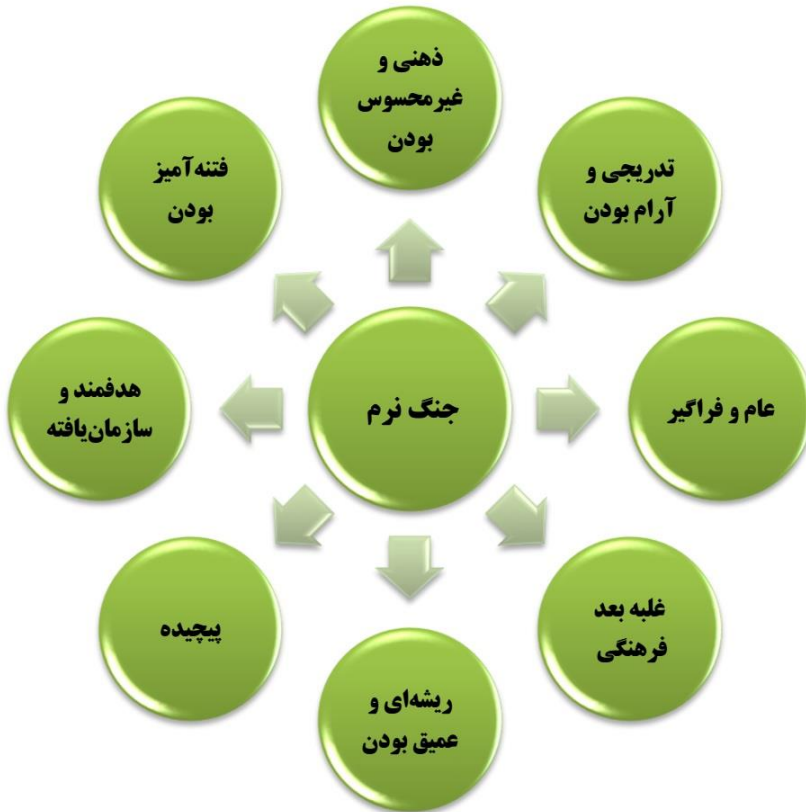 ذهنی و
غیرمحسوس
بودن
تدریجی و
آرام بودن
عام و فراگیر
غلبه بعد
فرهنگی
ریشه‌ای و
عمیق بودن
پیچیده
هدفمند و
سازمان‌یافته
فتنه‌آمیز
بودن
جنگ نرم